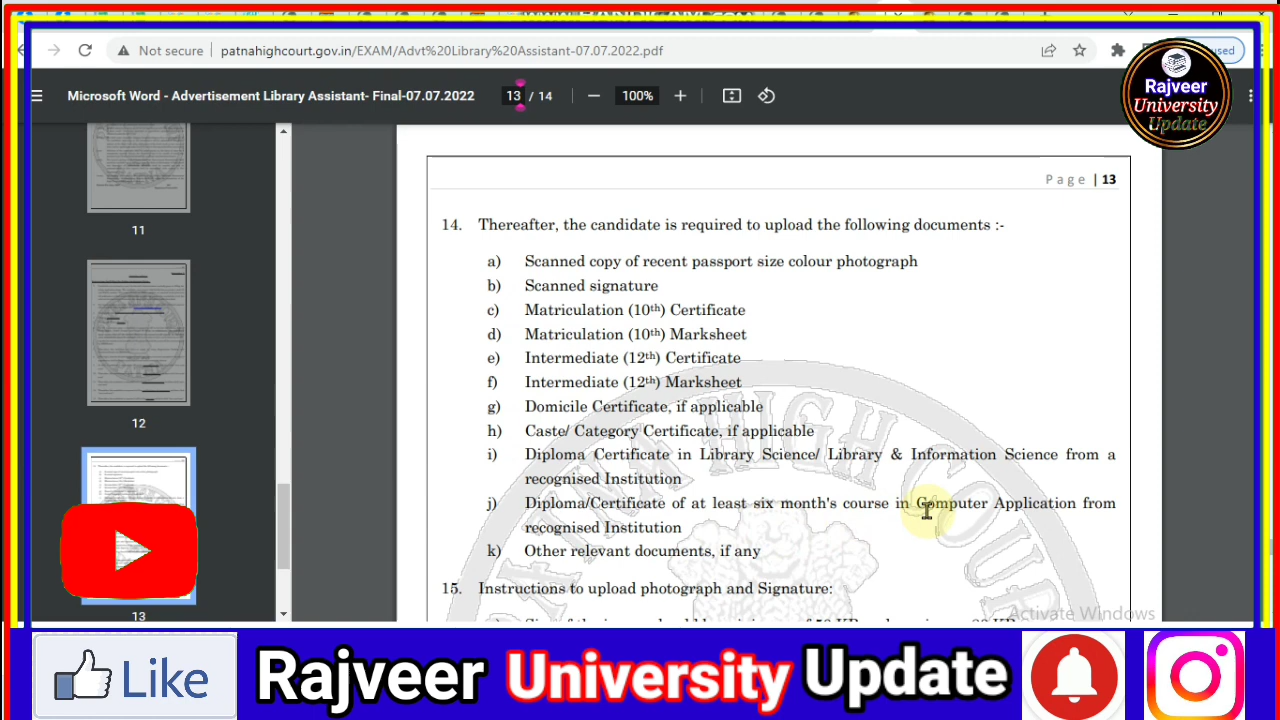 Not secure
patnahighcourt.gov.in/EXAM/Advt%20Library%20Assistant-07.07.2022.pdf
Microsoft Word - Advertisement Library Assistant- Final-07.07.2022
13 / 14
100%
Rajveer
University
Update
11
12
13
Page | 13
14. Thereafter, the candidate is required to upload the following documents :-
a) Scanned copy of recent passport size colour photograph
b) Scanned signature
c) Matriculation (10th) Certificate
d) Matriculation (10th) Marksheet
e) Intermediate (12th) Certificate
f) Intermediate (12th) Marksheet
g) Domicile Certificate, if applicable
h) Caste/ Category Certificate, if applicable
i) Diploma Certificate in Library Science/ Library & Information Science from a
recognised Institution
j) Diploma/Certificate of at least six month's course in Computer Application from
recognised Institution
k) Other relevant documents, if any
15. Instructions to upload photograph and Signature:
Activate Windows
Like
Rajveer University Update